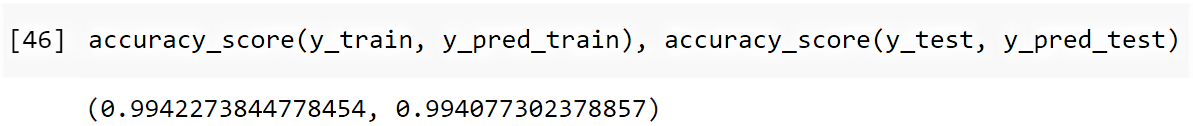 [46] accuracy_score(y_train, y_pred_train), accuracy_score(y_test, y_pred_test)
(0.9942273844778454, 0.994077302378857)